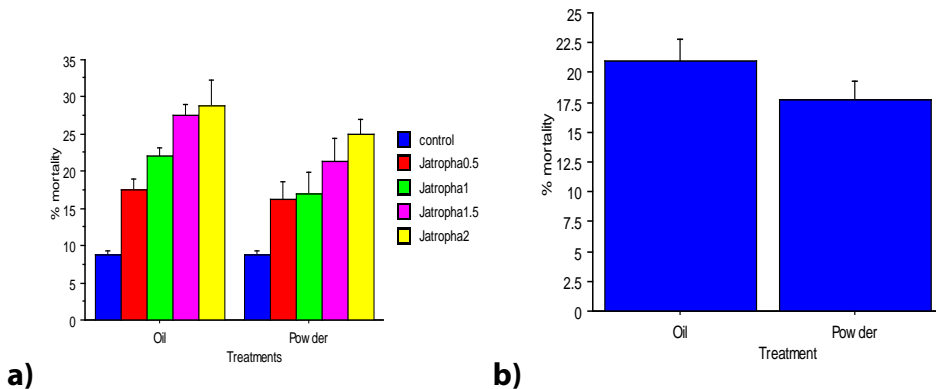 35
30
25
20
15
10
5
0
% mortality
Oil
Pow der
Treatments
control
Jatropha0.5
Jatropha1
Jatropha1.5
Jatropha2
a)
25
22.5
20
17.5
15
12.5
10
7.5
5
2.5
0
% mortality
Oil
Powder
Treatment
b)